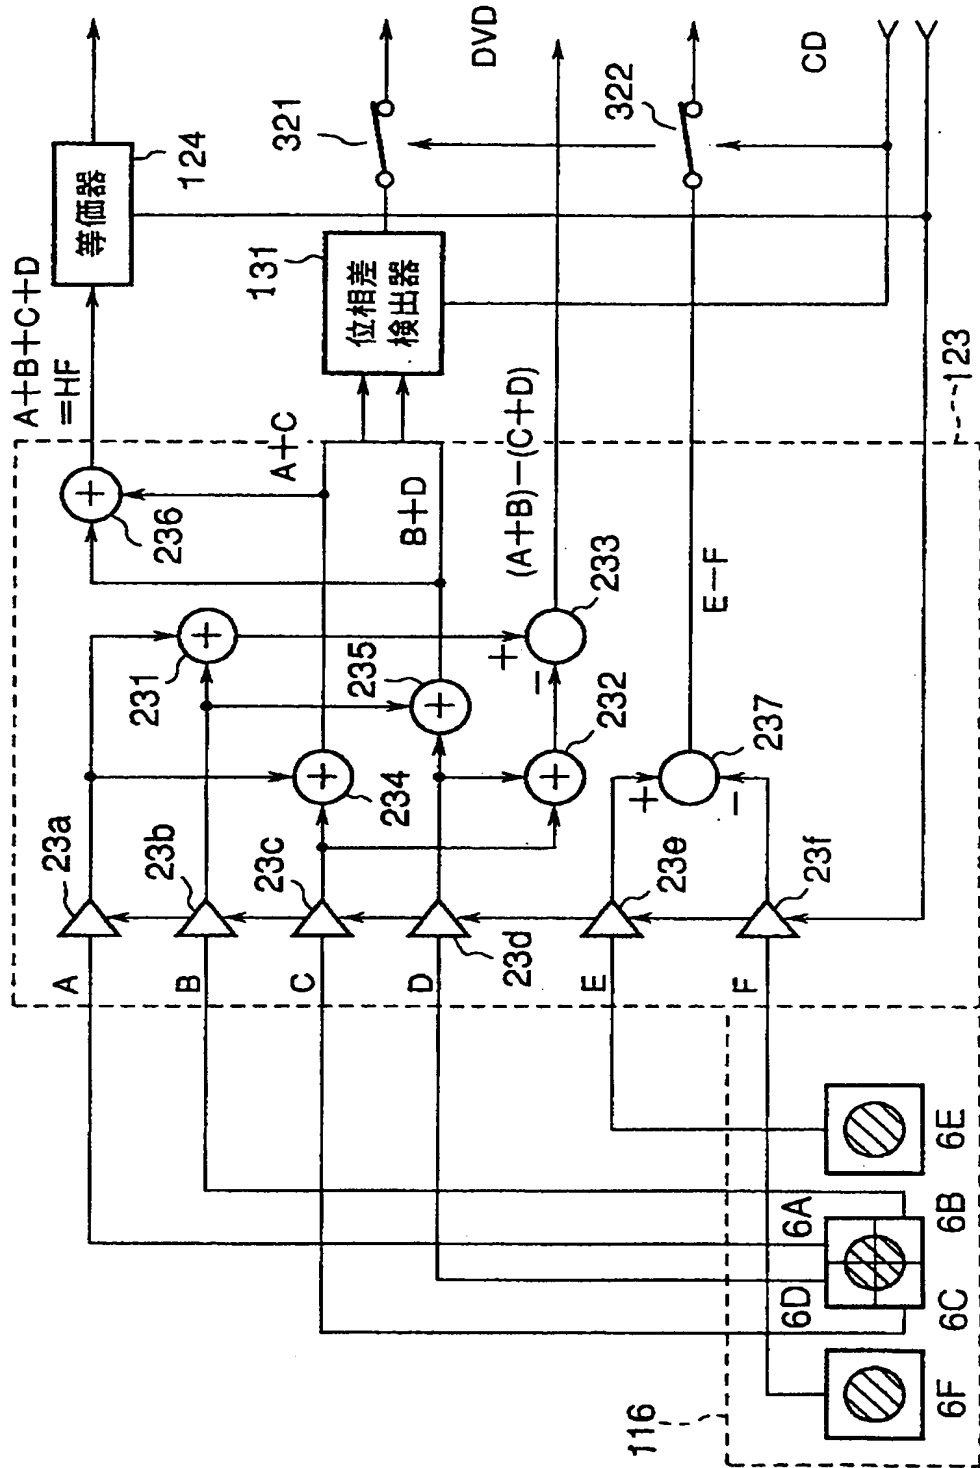 A+B+C+D
=HF
等価器
124
321
DVD
322
CD
131
位相差
検出器
123
236
A+C
B+D
(A+B)−(C+D)
E−F
231
235
+
−
233
234
232
+
−
237
23a
23b
23c
23d
23e
23f
A
B
C
D
E
F
116
6F
6D
6A
6C
6B
6E
+
+
+
+
+